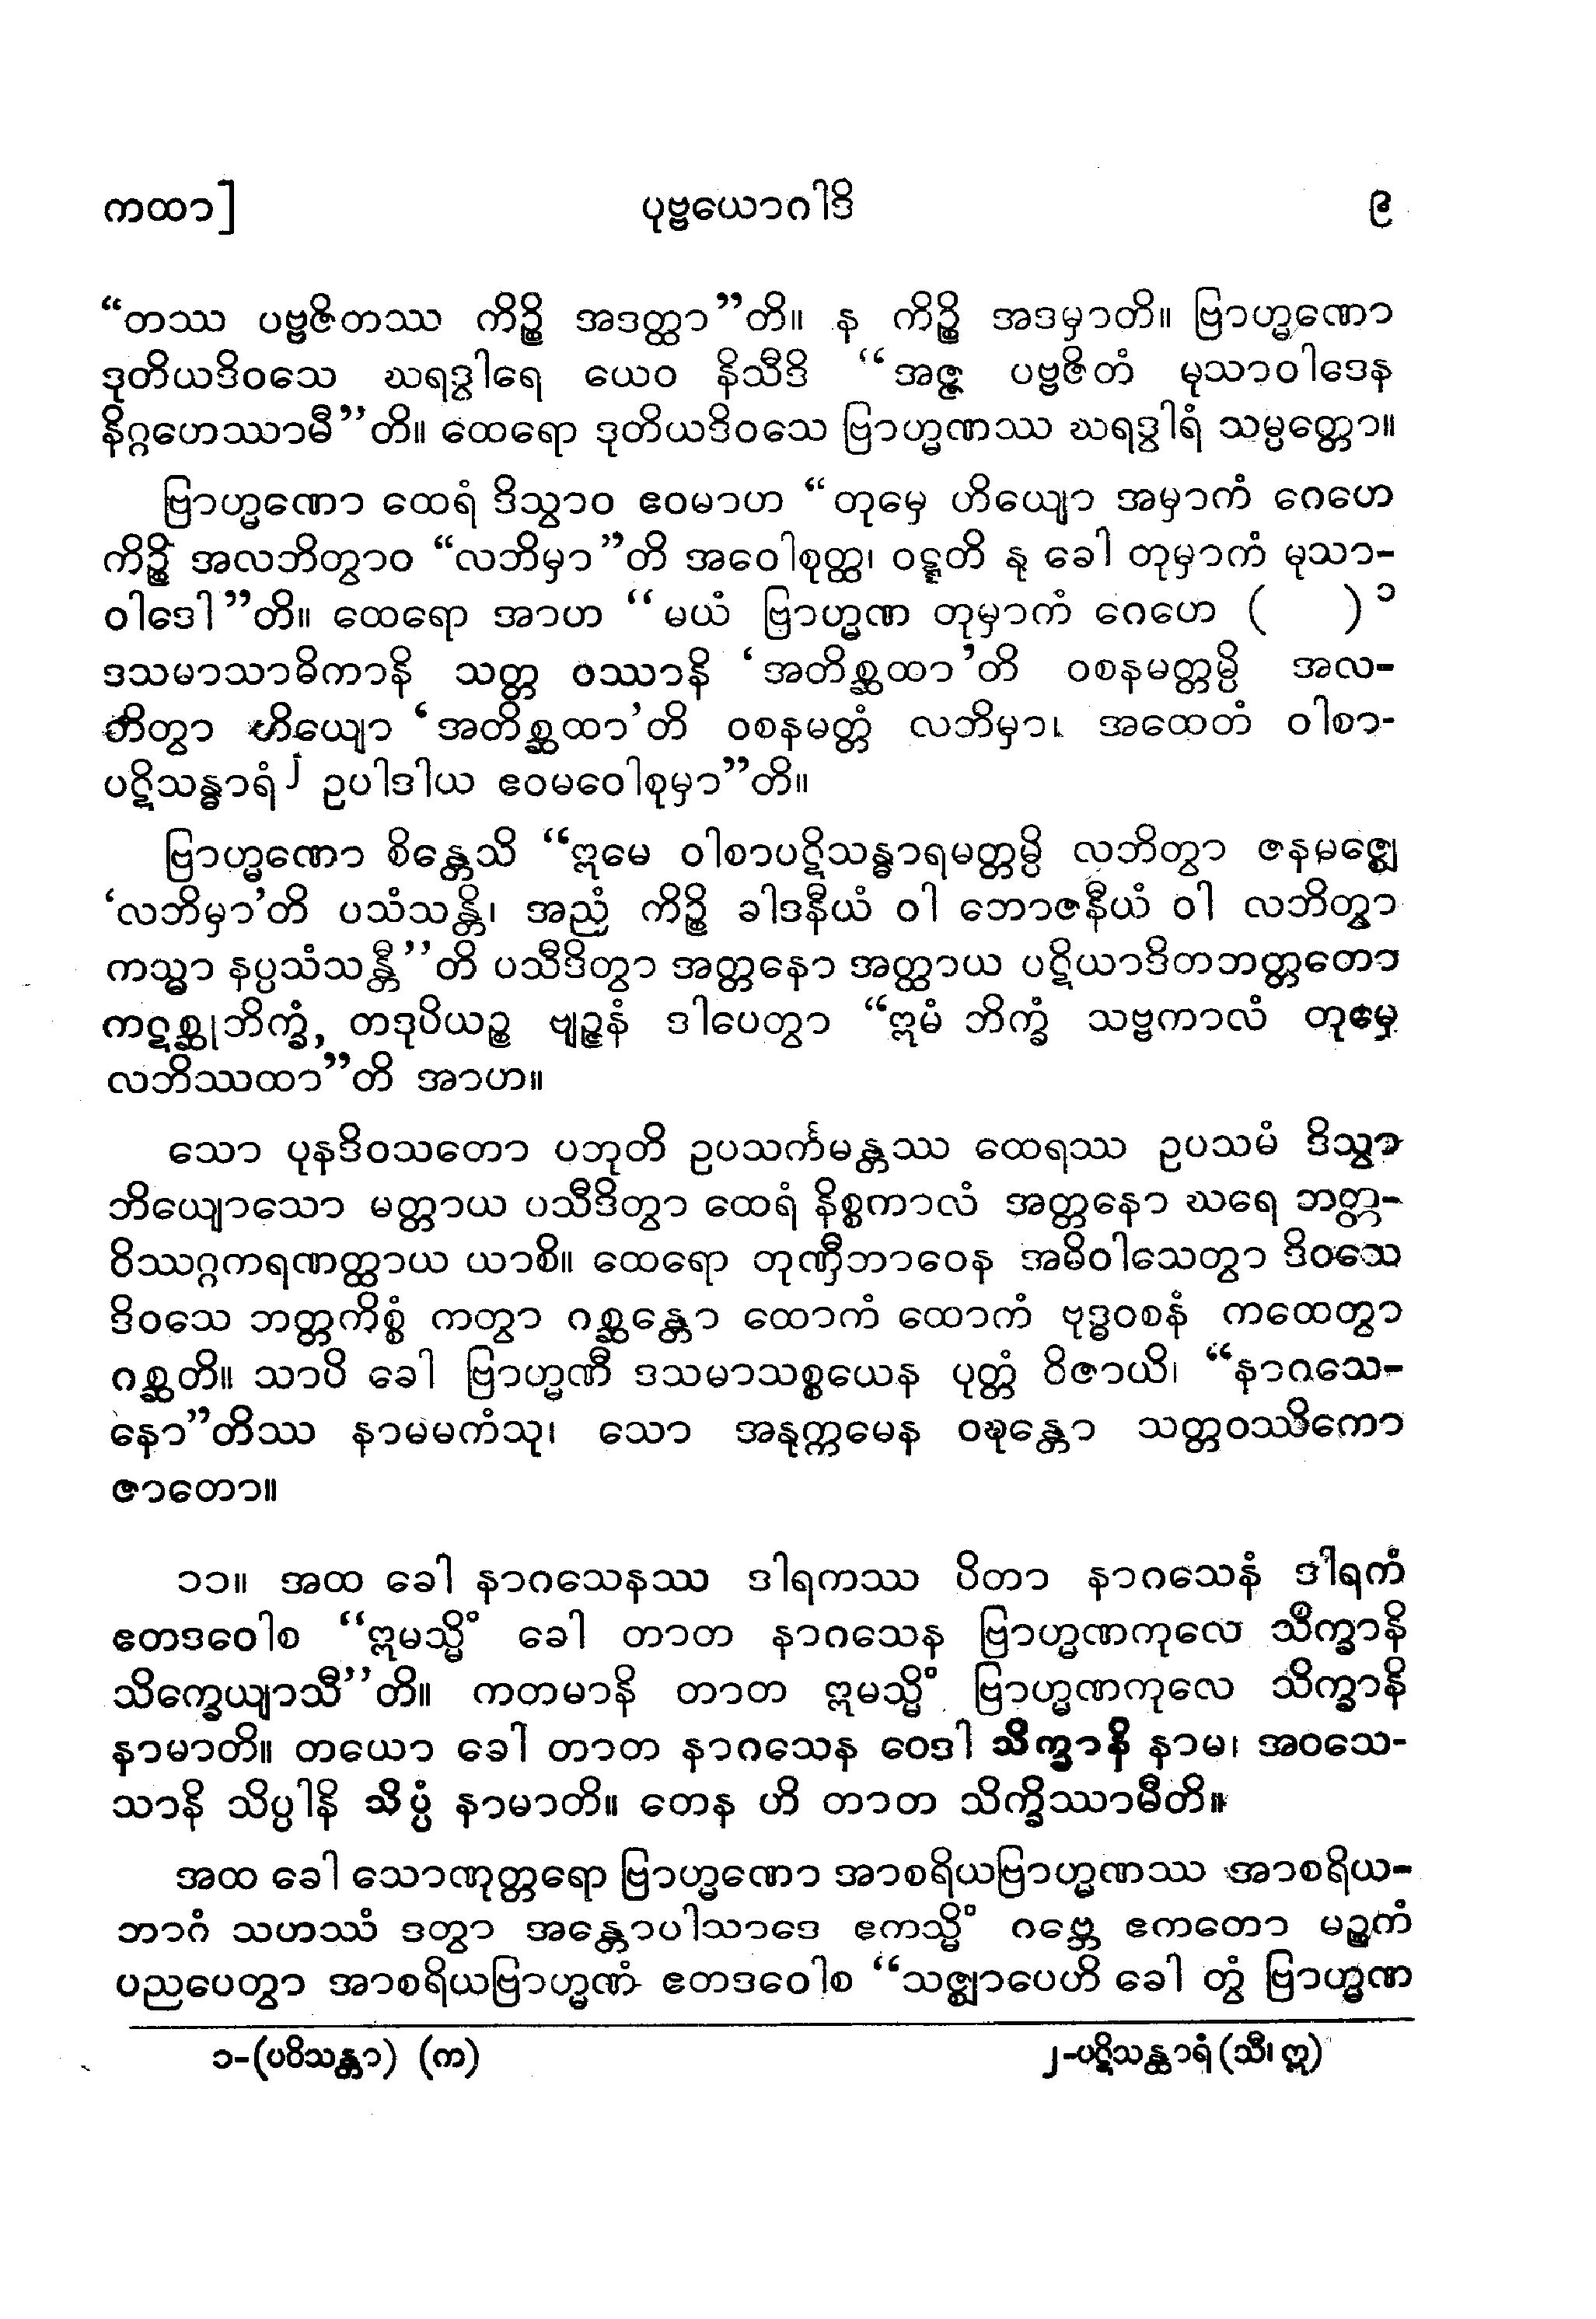 ကထာ] ပုဗ္ဗယောဂါဒိ ၉
“တဿ ပဗ္ဗဇိတဿ ကိဉ္စိ အဒတ္ထာ”တိ။ န ကိဉ္စိ အဒမှာတိ။ ဗြာဟ္မဏော
ဒုတိယဒိဝသေ ဃရဒွါရေ ယေဝ နိသီဒိ “အဇ္ဇ ပဗ္ဗဇိတံ မုသာဝါဒေန
နိဂ္ဂဟေဿာမီ”တိ။ ထေရော ဒုတိယဒိဝသေ ဗြာဟ္မဏဿ ဃရဒွါရံ သမ္ပတ္တော။
ဗြာဟ္မဏော ထေရံ ဒိသွာဝ ဧဝမာဟ “တုမှေ ဟိယျော အမှာကံ ဂေဟေ
ကိဉ္စိ အလဘိတွာဝ “လဘိမှာ”တိ အဝေါစုတ္ထ၊ ဝဋ္ဋတိ နု ခေါ တုမှာကံ မုသာ-
ဝါဒေါ”တိ။ ထေရော အာဟ “မယံ ဗြာဟ္မဏ တုမှာကံ ဂေဟေ ( )၁
ဒသမာသာဓိကာနိ သတ္တ ဝဿာနိ ‘အတိစ္ဆထာ’တိ ဝစနမတ္တမ္ပိ အလ-
ဘိတွာ ဟိယျော ‘အတိစ္ဆထာ’တိ ဝစနမတ္တံ လဘိမှာ၊ အထေတံ ဝါစာ-
ပဋိသန္ဓာရံ၂ ဥပါဒါယ ဧဝမဝေါစုမှာ”တိ။
ဗြာဟ္မဏော စိန္တေသိ “ဣမေ ဝါစာပဋိသန္ဓာရမတ္တမ္ပိ လဘိတွာ ဇနမဇ္ဈေ
‘လဘိမှာ’တိ ပသံသန္တိ၊ အညံ ကိဉ္စိ ခါဒနီယံ ဝါ ဘောဇနီယံ ဝါ လဘိတွာ
ကသ္မာ နပ္ပသံသန္တီ”တိ ပသီဒိတွာ အတ္တနော အတ္ထာယ ပဋိယာဒိတဘတ္တတော
ကဋစ္ဆုဘိက္ခံ, တဒုပိယဉ္စ ဗျဉ္ဇနံ ဒါပေတွာ “ဣမံ ဘိက္ခံ သဗ္ဗကာလံ တုမှေ
လဘိဿထာ”တိ အာဟ။
သော ပုနဒိဝသတော ပဘုတိ ဥပသင်္ကမန္တဿ ထေရဿ ဥပသမံ ဒိသွာ
ဘိယျောသော မတ္တာယ ပသီဒိတွာ ထေရံ နိစ္စကာလံ အတ္တနော ဃရေ ဘတ္တ-
ဝိဿဂ္ဂကရဏတ္ထာယ ယာစိ။ ထေရော တုဏှီဘာဝေန အဓိဝါသေတွာ ဒိဝသေ
ဒိဝသေ ဘတ္တကိစ္စံ ကတွာ ဂစ္ဆန္တော ထောကံ ထောကံ ဗုဒ္ဓဝစနံ ကထေတွာ
ဂစ္ဆတိ။ သာပိ ခေါ ဗြာဟ္မဏီ ဒသမာသစ္စယေန ပုတ္တံ ဝိဇာယိ၊ “နာဂသေ-
နော”တိဿ နာမမကံသု၊ သော အနုက္ကမေန ဝဍ္ဎန္တော သတ္တဝဿိကော
ဇာတော။
၁၁။ အထ ခေါ နာဂသေနဿ ဒါရကဿ ပိတာ နာဂသေနံ ဒါရကံ
ဧတဒဝေါစ “ဣမသ္မိံ ခေါ တာတ နာဂသေန ဗြာဟ္မဏကုလေ သိက္ခာနိ
သိက္ခေယျာသီ”တိ။ ကတမာနိ တာတ ဣမသ္မိံ ဗြာဟ္မဏကုလေ သိက္ခာနိ
နာမာတိ။ တယော ခေါ တာတ နာဂသေန ဝေဒါ သိက္ခာနိ နာမ၊ အဝသေ-
သာနိ သိပ္ပါနိ သိပ္ပံ နာမာတိ။ တေန ဟိ တာတ သိက္ခိဿာမီတိ။
အထ ခေါ သောဏုတ္တရော ဗြာဟ္မဏော အာစရိယဗြာဟ္မဏဿ အာစရိယ-
ဘာဂံ သဟဿံ ဒတွာ အန္တောပါသာဒေ ဧကသ္မိံ ဂဗ္ဘေ ဧကတော မဉ္စကံ
ပညပေတွာ အာစရိယဗြာဟ္မဏံ ဧတဒဝေါစ “သဇ္ဈာပေဟိ ခေါ တွံ ဗြာဟ္မဏ
၁-(ပဝိသန္တာ) (က) ၂-ပဋိသန္ထာရံ (သီ၊ ဣ)